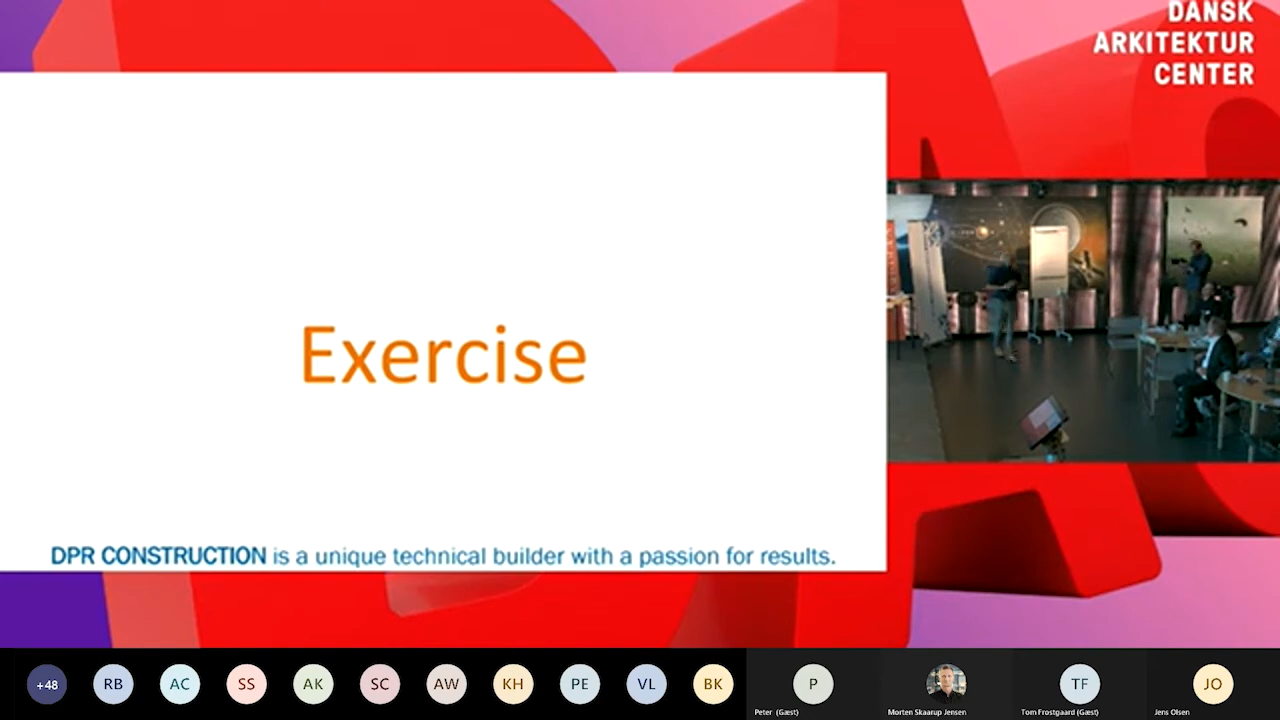 DANSK
ARKITEKTUR
CENTER
Exercise
DPR CONSTRUCTION is a unique technical builder with a passion for results.
+48
RB
AC
SS
AK
SC
AW
KH
PE
VL
BK
P
TF
JO
Peter (Gæst)
Morten Skaarup Jensen
Tom Frostgaard (Gæst)
Jens Olsen